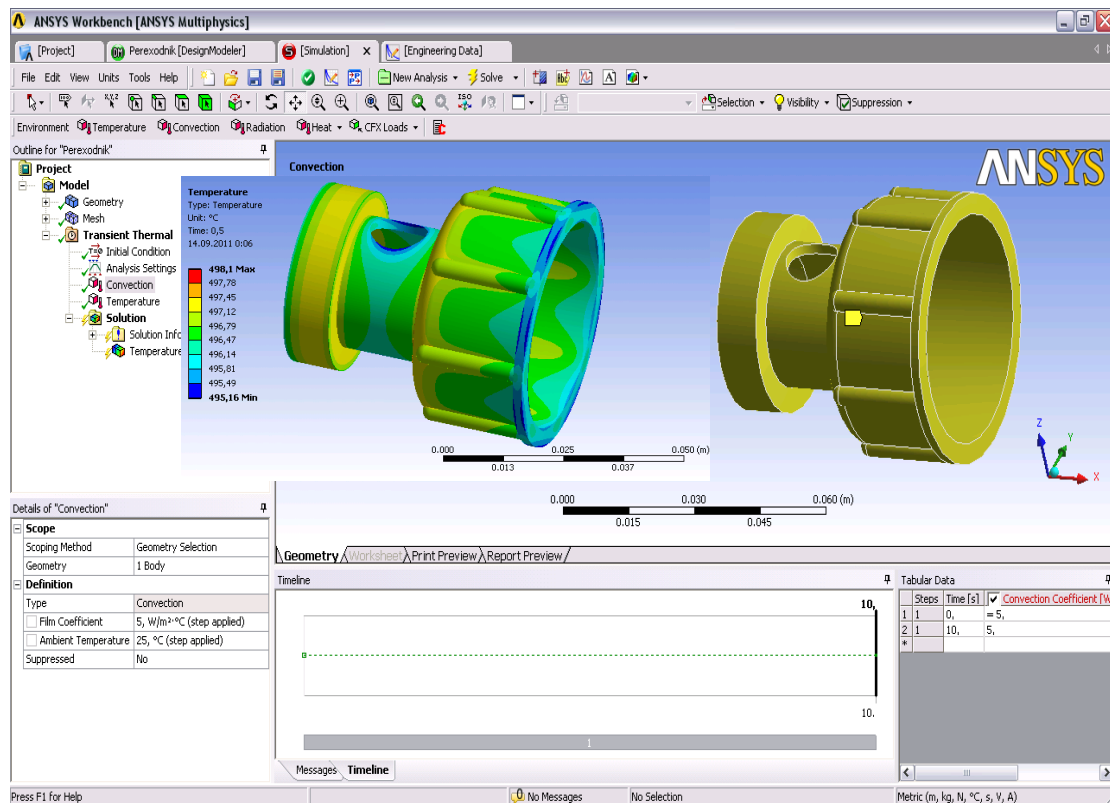 ANSYS Workbench [ANSYS Multiphysics]
[Project]
Perexodnik [DesignModeler]
[Simulation]
[Engineering Data]
File Edit View Units Tools Help
New Analysis
Solve
Selection
Visibility
Suppression
Environment Temperature Convection Radiation Heat CFX Loads
Outline for "Perexodnik"
Project
Model
Geometry
Mesh
Transient Thermal
Initial Condition
Analysis Settings
Convection
Temperature
Solution
Solution Info
Temperature
Convection
ANSYS
Temperature
Type: Temperature
Unit: °C
Time: 0,5
14.09.2011 0:06
498,1 Max
497,78
497,45
497,12
496,79
496,47
496,14
495,81
495,49
495,16 Min
0.000 0.025 0.050 (m)
0.013 0.037
Z
Y
X
0.000 0.030 0.060 (m)
0.015 0.045
Geometry Worksheet Print Preview Report Preview
Details of "Convection"
Scope
Scoping Method Geometry Selection
Geometry 1 Body
Definition
Type Convection
Film Coefficient 5, W/m²·°C (step applied)
Ambient Temperature 25, °C (step applied)
Suppressed No
Timeline
10,
10.
1
Messages Timeline
Tabular Data
Steps Time [s] Convection Coefficient [W
1 1 0, = 5,
2 1 10, 5,
*
Press F1 for Help
No Messages
No Selection
Metric (m, kg, N, °C, s, V, A)